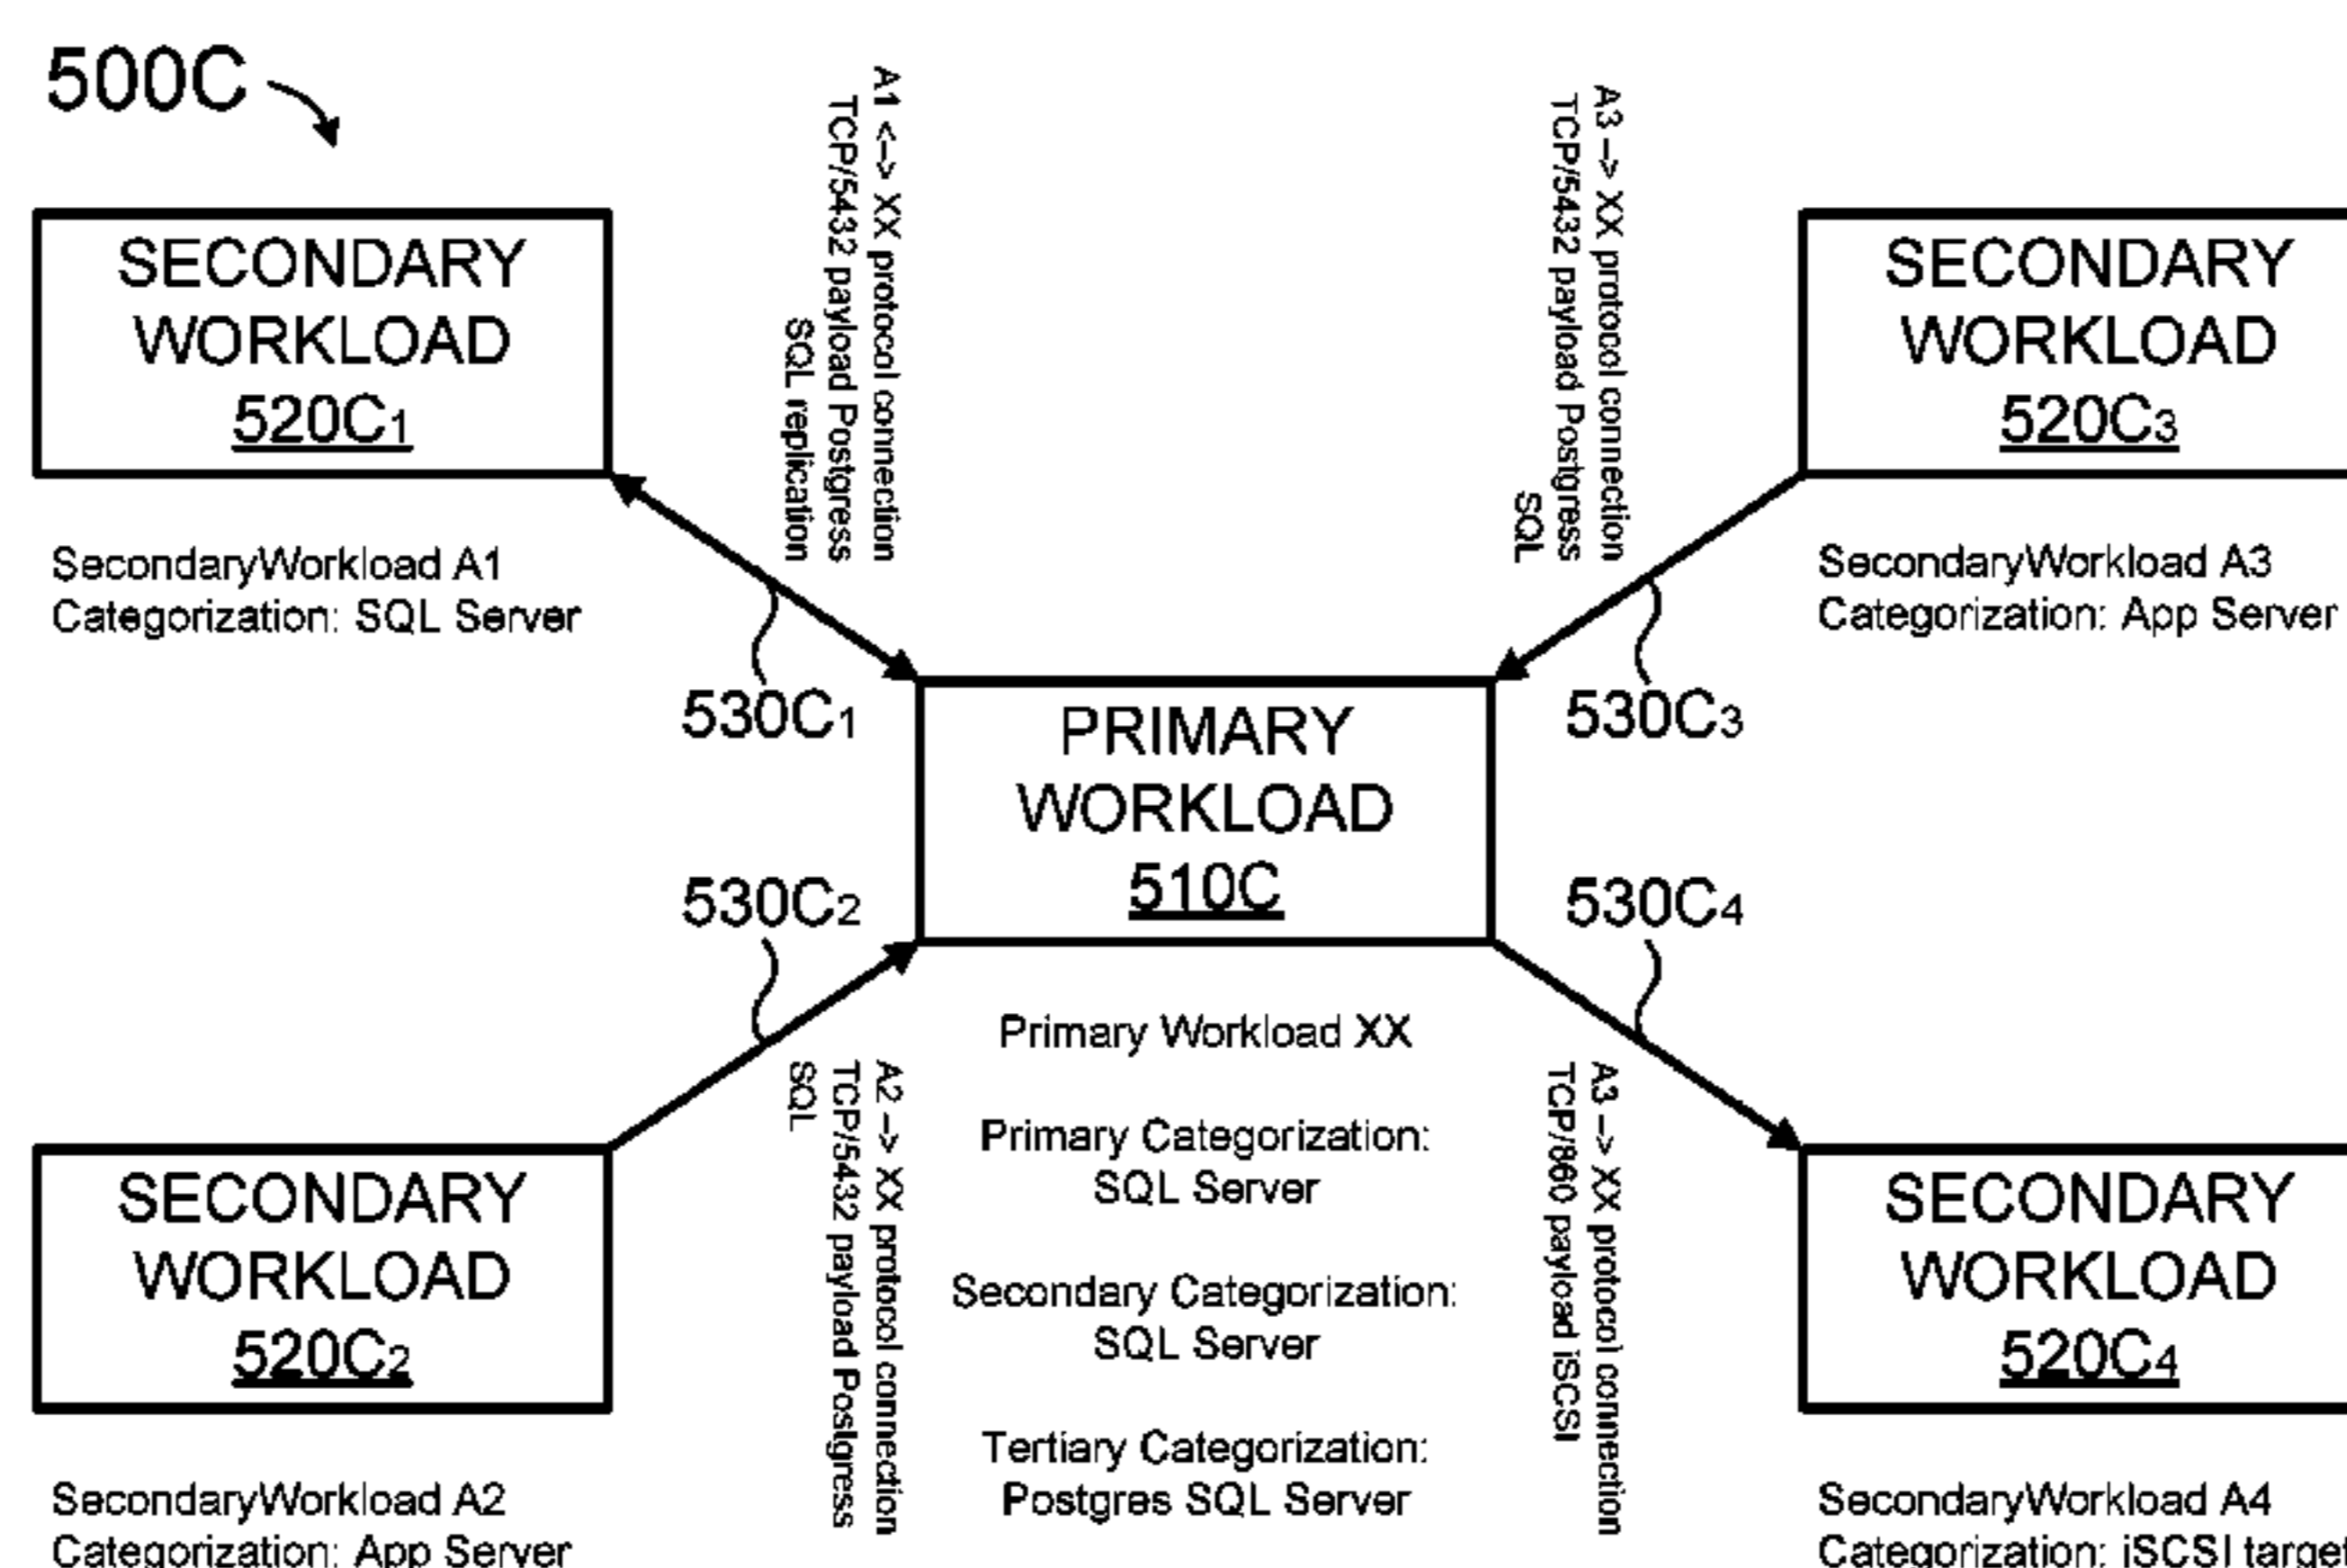 500C
A1 <–> XX protocol connection
TCP/5432 payload Postgress
SQL replication
A3 –> XX protocol connection
TCP/5432 payload Postgress
SQL
SECONDARY
WORKLOAD
520C1
SecondaryWorkload A1
Categorization: SQL Server
SECONDARY
WORKLOAD
520C3
SecondaryWorkload A3
Categorization: App Server
530C1
530C3
PRIMARY
WORKLOAD
510C
530C2
530C4
Primary Workload XX
Primary Categorization:
SQL Server
Secondary Categorization:
SQL Server
Tertiary Categorization:
Postgres SQL Server
A2 –> XX protocol connection
TCP/5432 payload Postgress
SQL
A3 –> XX protocol connection
TCP/860 payload iSCSI
SECONDARY
WORKLOAD
520C2
SecondaryWorkload A2
Categorization: App Server
SECONDARY
WORKLOAD
520C4
SecondaryWorkload A4
Categorization: iSCSI target